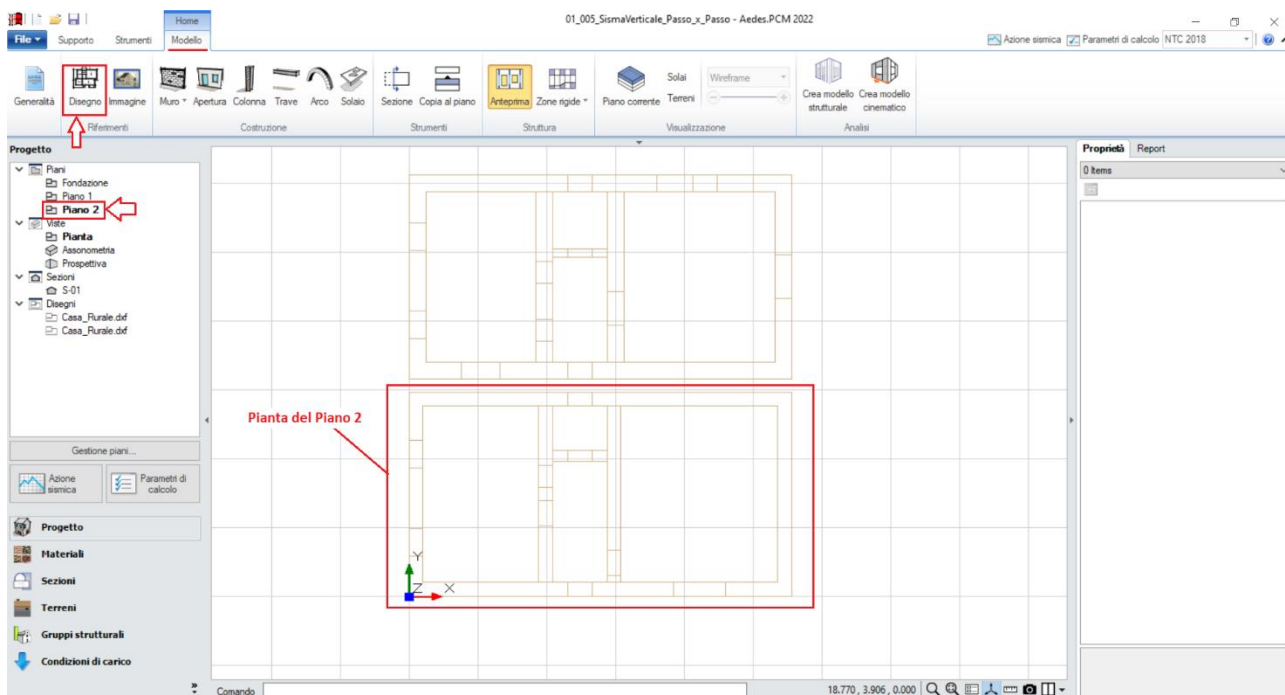 01_005_SismaVerticale_Passo_x_Passo - Aedes.PCM 2022
Home
File Supporto Strumenti Modello
Azione sismica Parametri di calcolo NTC 2018
Generalità Disegno Immagine Muro Apertura Colonna Trave Arco Solaio Sezione Copia al piano Anteprima Zone rigide Piano corrente
Solai Wireframe
Terreni
Crea modello strutturale
Crea modello cinematico
Riferimenti Costruzione Strumenti Struttura Visualizzazione Analisi
Progetto
Piani
Fondazione
Piano 1
Piano 2
Viste
Pianta
Assonometria
Prospettiva
Sezioni
S-01
Disegni
Casa_Rurale.dxf
Casa_Rurale.dxf
Gestione piani...
Azione sismica
Parametri di calcolo
Progetto
Materiali
Sezioni
Terreni
Gruppi strutturali
Condizioni di carico
Pianta del Piano 2
Y
Z X
Proprietà Report
0 Items
Comando
18.770 , 3.906 , 0.000